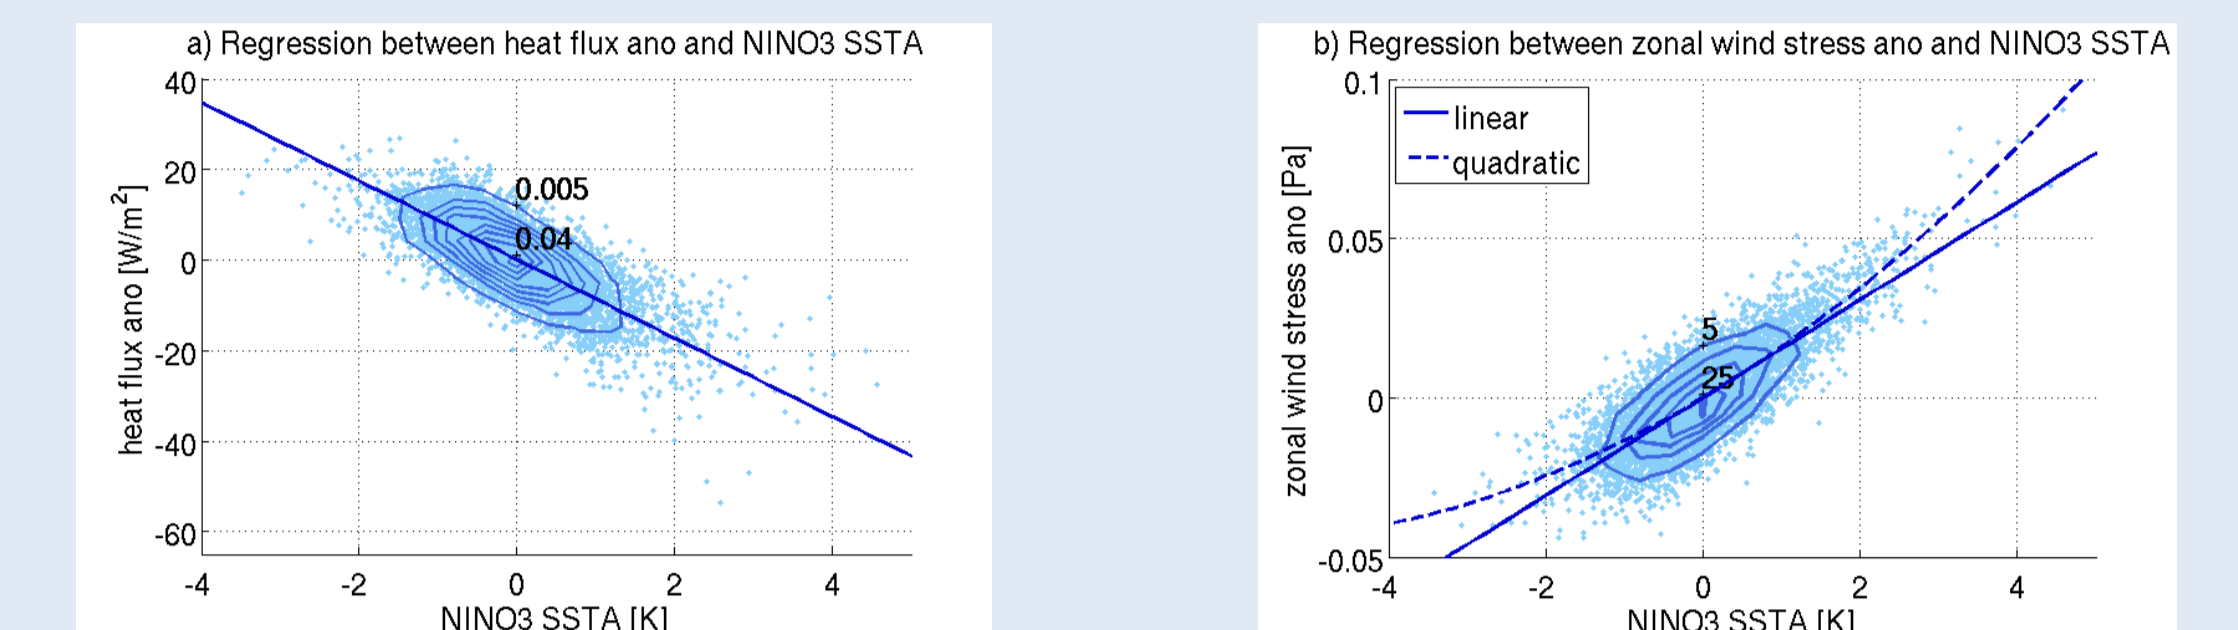 a) Regression between heat flux ano and NINO3 SSTA
heat flux ano [W/m²]
40
20
0
-20
-40
-60
0.005
0.04
-4 -2 0 2 4
NINO3 SSTA [K]
b) Regression between zonal wind stress ano and NINO3 SSTA
zonal wind stress ano [Pa]
0.1
0.05
0
-0.05
linear
quadratic
5
25
-4 -2 0 2 4
NINO3 SSTA [K]